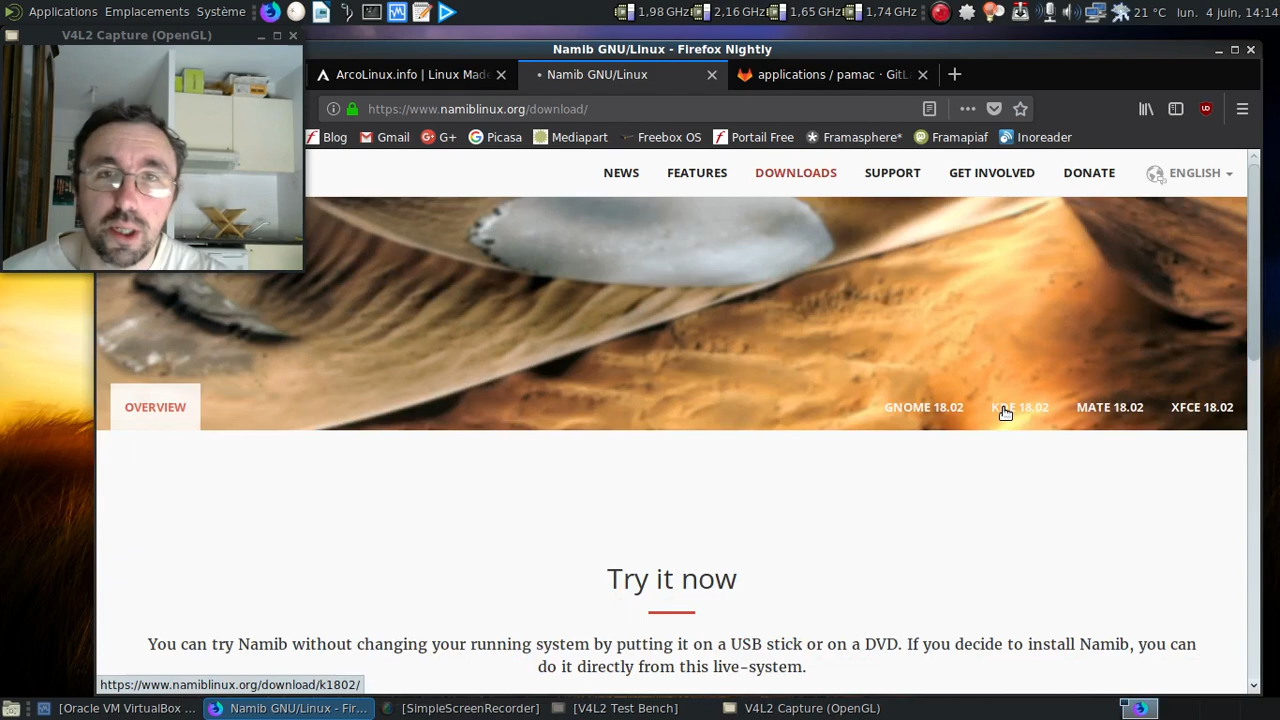 Applications Emplacements Système
1,98 GHz 2,16 GHz 1,65 GHz 1,74 GHz 21 °C lun. 4 juin, 14:14
V4L2 Capture (OpenGL)
Namib GNU/Linux - Firefox Nightly
ArcoLinux.info | Linux Made
Namib GNU/Linux
applications / pamac · GitL
https://www.namiblinux.org/download/
Blog Gmail G+ Picasa Mediapart Freebox OS Portail Free Framasphere* Framapiaf Inoreader
NEWS FEATURES DOWNLOADS SUPPORT GET INVOLVED DONATE ENGLISH
OVERVIEW GNOME 18.02 KDE 18.02 MATE 18.02 XFCE 18.02
Try it now
You can try Namib without changing your running system by putting it on a USB stick or on a DVD. If you decide to install Namib, you can
do it directly from this live-system.
https://www.namiblinux.org/download/k1802/
[Oracle VM VirtualBox ... Namib GNU/Linux - Fir... [SimpleScreenRecorder] [V4L2 Test Bench] V4L2 Capture (OpenGL)